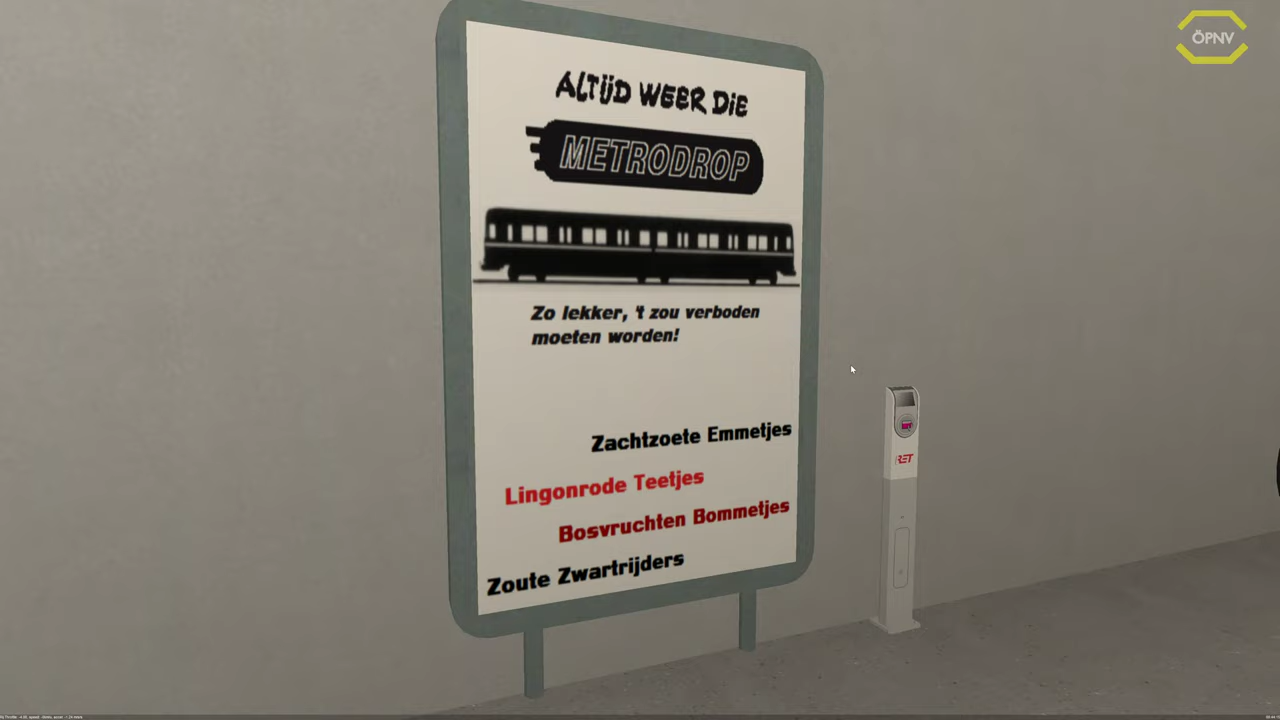 ÖPNV
ALTIJD WEER DIE
METRODROP
Zo lekker, 't zou verboden
moeten worden!
Zachtzoete Emmetjes
Lingonrode Teetjes
Bosvruchten Bommetjes
Zoute Zwartrijders
RET